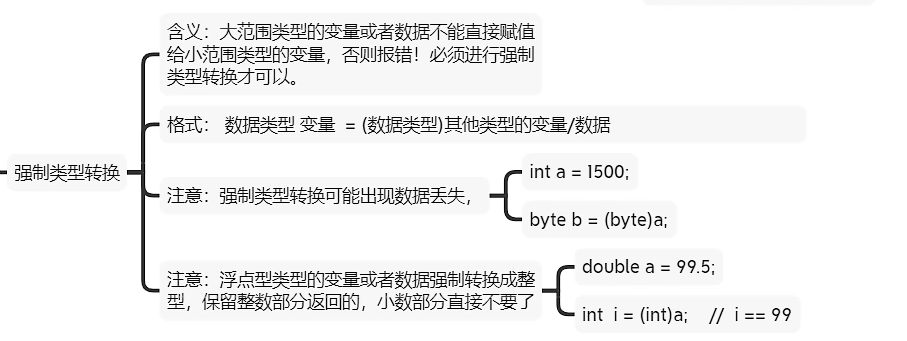 强制类型转换
含义：大范围类型的变量或者数据不能直接赋值
给小范围类型的变量，否则报错！必须进行强制
类型转换才可以。
格式： 数据类型 变量 = (数据类型)其他类型的变量/数据
注意：强制类型转换可能出现数据丢失，
int a = 1500;
byte b = (byte)a;
注意：浮点型类型的变量或者数据强制转换成整
型，保留整数部分返回的，小数部分直接不要了
double a = 99.5;
int i = (int)a; // i == 99